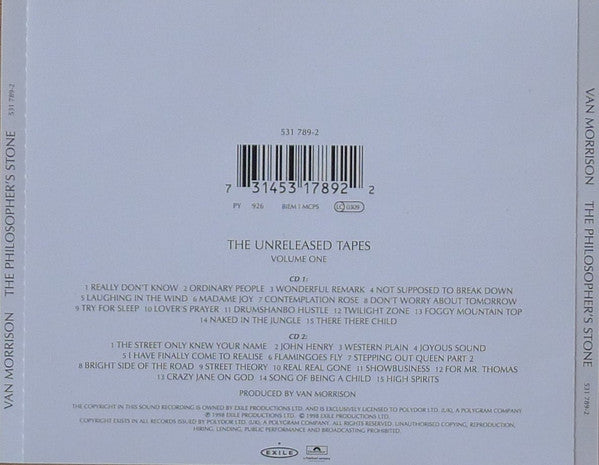 VAN MORRISON THE PHILOSOPHER'S STONE 531 789-2
531 789-2
7 31453 17892 2
PY 926 BIEM | MCPS LC 0309
THE UNRELEASED TAPES
VOLUME ONE
CD 1:
1 REALLY DON'T KNOW 2 ORDINARY PEOPLE 3 WONDERFUL REMARK 4 NOT SUPPOSED TO BREAK DOWN
5 LAUGHING IN THE WIND 6 MADAME JOY 7 CONTEMPLATION ROSE 8 DON'T WORRY ABOUT TOMORROW
9 TRY FOR SLEEP 10 LOVER'S PRAYER 11 DRUMSHANBO HUSTLE 12 TWILIGHT ZONE 13 FOGGY MOUNTAIN TOP
14 NAKED IN THE JUNGLE 15 THERE THERE CHILD
CD 2:
1 THE STREET ONLY KNEW YOUR NAME 2 JOHN HENRY 3 WESTERN PLAIN 4 JOYOUS SOUND
5 I HAVE FINALLY COME TO REALISE 6 FLAMINGOES FLY 7 STEPPING OUT QUEEN PART 2
8 BRIGHT SIDE OF THE ROAD 9 STREET THEORY 10 REAL REAL GONE 11 SHOWBUSINESS 12 FOR MR. THOMAS
13 CRAZY JANE ON GOD 14 SONG OF BEING A CHILD 15 HIGH SPIRITS
PRODUCED BY VAN MORRISON
THE COPYRIGHT IN THIS SOUND RECORDING IS OWNED BY EXILE PRODUCTIONS LTD. AND IS EXCLUSIVELY LICENSED TO POLYDOR LTD. (UK), A POLYGRAM COMPANY
℗ 1998 EXILE PRODUCTIONS LTD. © 1998 EXILE PRODUCTIONS LTD.
COPYRIGHT EXISTS IN ALL RECORDINGS ISSUED BY POLYDOR LTD. (UK), A POLYGRAM COMPANY. ALL RIGHTS RESERVED. UNAUTHORISED COPYING, REPRODUCTION,
HIRING, LENDING, PUBLIC PERFORMANCE AND BROADCASTING PROHIBITED.
EXILE
VAN MORRISON THE PHILOSOPHER'S STONE 531 789-2